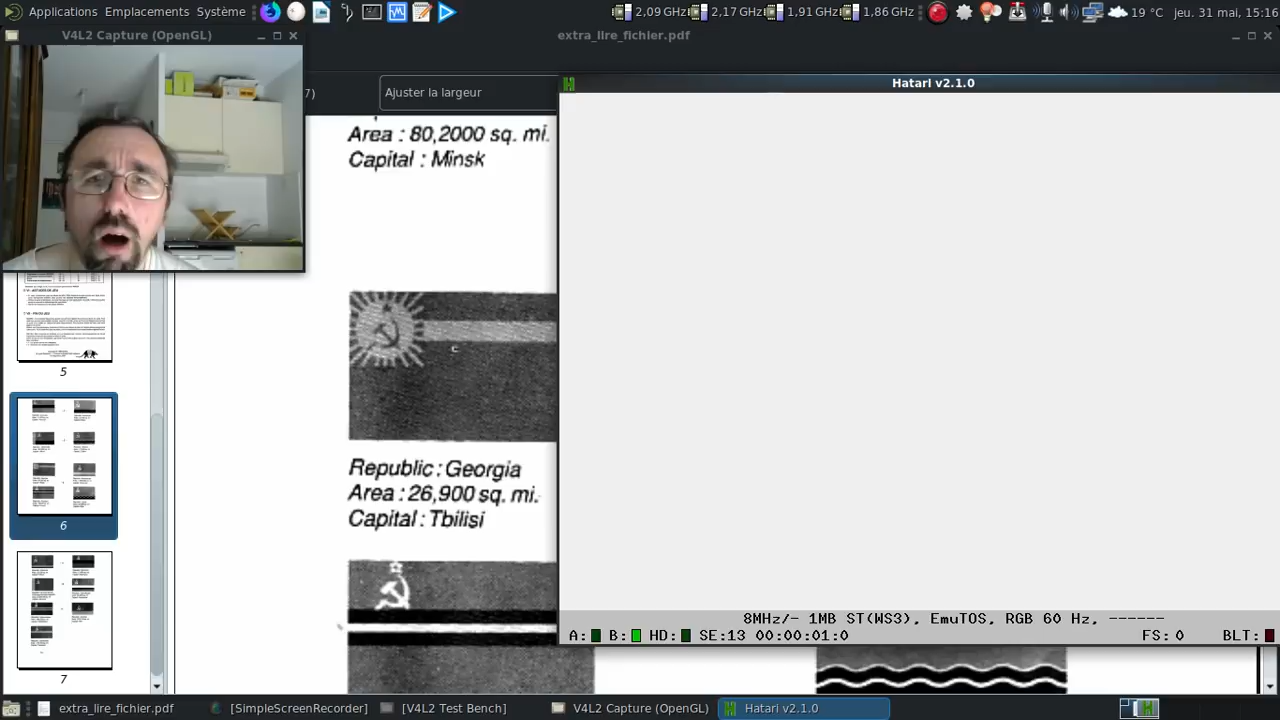 Applications Emplacements Système
2,09 GHz 2,17 GHz 1,91 GHz 1,86 GHz
19 °C jeu. 31 mai, 15:16
V4L2 Capture (OpenGL)
extra_lire_fichier.pdf
7)
Ajuster la largeur
Hatari v2.1.0
Area : 80,2000 sq. mi.
Capital : Minsk
5
6
7
Republic : Georgia
Area : 26,900 sq. mi.
Capital : Tbilisi
8MHz/- 1MB ST(WS3), EmuTOS, RGB 60 Hz, ------
A: B: HD: SE:13 00:00:01:0 FS:0 BLT:
extra_lire_fichier.pdf
[SimpleScreenRecorder]
[V4L2 Test Bench]
V4L2 Capture (OpenGL)
Hatari v2.1.0